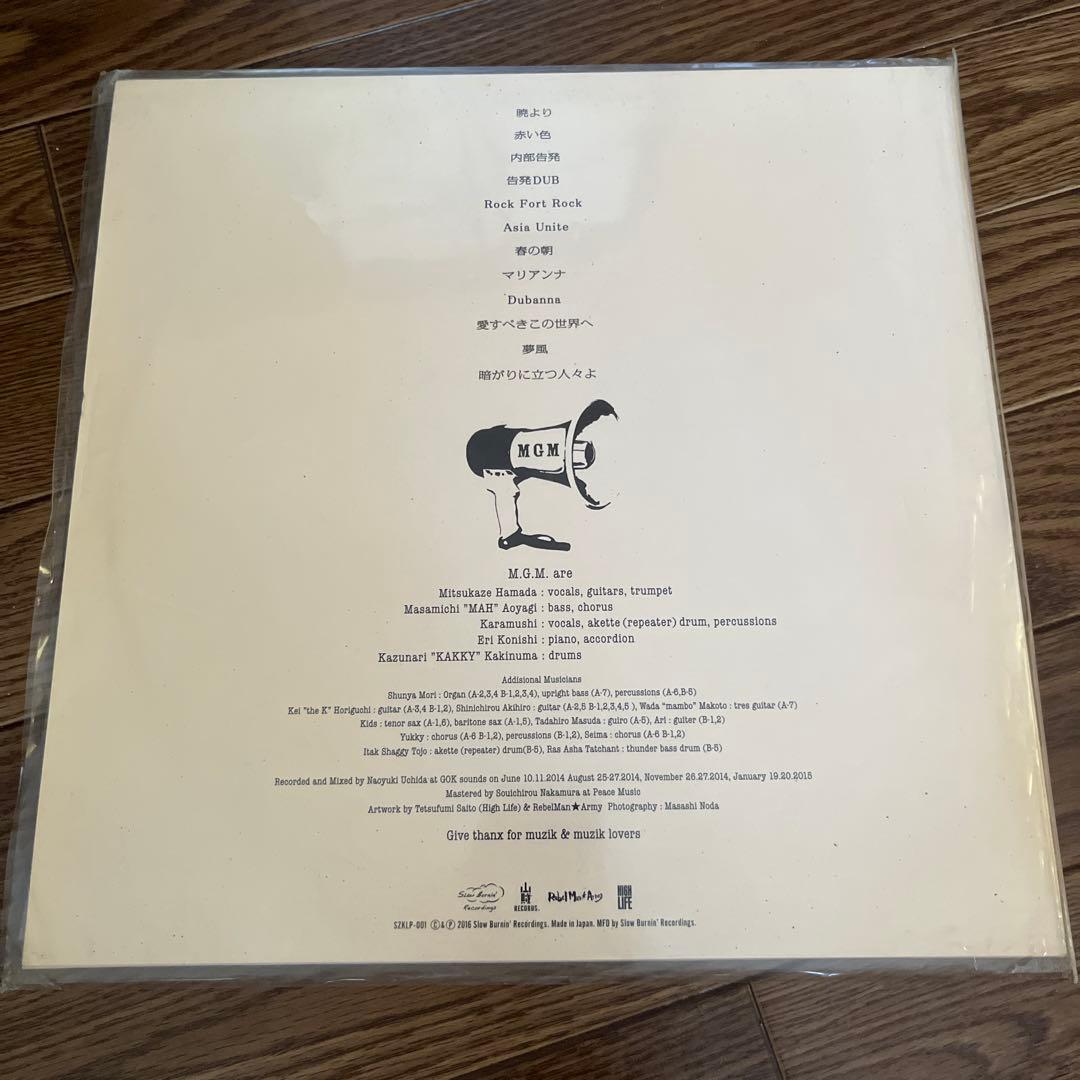 暁より
赤い色
内部告発
告発DUB
Rock Fort Rock
Asia Unite
春の朝
マリアンナ
Dubanna
愛すべきこの世界へ
夢風
暗がりに立つ人々よ
MGM
M.G.M. are
Mitsukaze Hamada : vocals, guitars, trumpet
Masamichi "MAH" Aoyagi : bass, chorus
Karamushi : vocals, akette (repeater) drum, percussions
Eri Konishi : piano, accordion
Kazunari "KAKKY" Kakinuma : drums
Addisional Musicians
Shunya Mori : Organ (A-2,3,4 B-1,2,3,4), upright bass (A-7), percussions (A-6,B-5)
Kei "the K" Horiguchi : guitar (A-3,4 B-1,2), Shinichirou Akihiro : guitar (A-2,5 B-1,2,3,4,5 ), Wada "mambo" Makoto : tres guitar (A-7)
Kids : tenor sax (A-1,6), baritone sax (A-1,5), Tadahiro Masuda : guiro (A-5), Ari : guiter (B-1,2)
Yukky : chorus (A-6 B-1,2), percussions (B-1,2), Seima : chorus (A-6 B-1,2)
Itak Shaggy Tojo : akette (repeater) drum(B-5), Ras Asha Tatchant : thunder bass drum (B-5)
Recorded and Mixed by Naoyuki Uchida at GOK sounds on June 10.11.2014 August 25-27.2014, November 26.27.2014, January 19.20.2015
Mastered by Souichirou Nakamura at Peace Music
Artwork by Tetsufumi Saito (High Life) & RebelMan★Army Photography : Masashi Noda
Give thanx for muzik & muzik lovers
Slow Burnin' Recordings
RECORDS.
RebelMan★Army
HIGH LIFE
SZKLP-001 Ⓒ&Ⓟ 2016 Slow Burnin' Recordings. Made in Japan. MFD by Slow Burnin' Recordings.